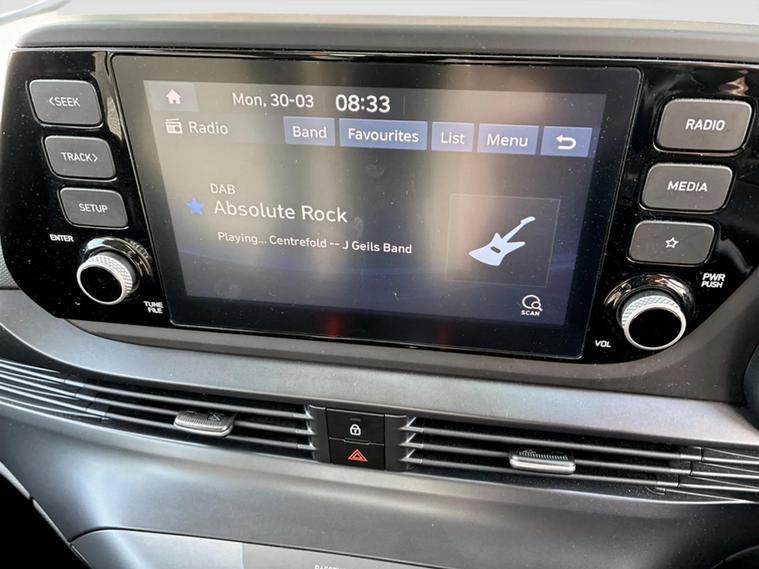 <SEEK
Mon, 30-03 08:33
RADIO
Radio Band Favourites List Menu
TRACK>
MEDIA
SETUP
DAB
Absolute Rock
Playing... Centrefold -- J Geils Band
ENTER
TUNE
FILE
SCAN
PWR
PUSH
VOL